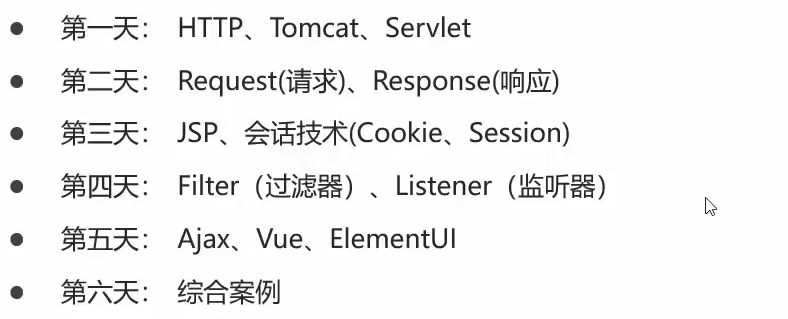 ● 第一天： HTTP、Tomcat、Servlet
● 第二天： Request(请求)、Response(响应)
● 第三天： JSP、会话技术(Cookie、Session)
● 第四天： Filter（过滤器）、Listener（监听器）
● 第五天： Ajax、Vue、ElementUI
● 第六天： 综合案例